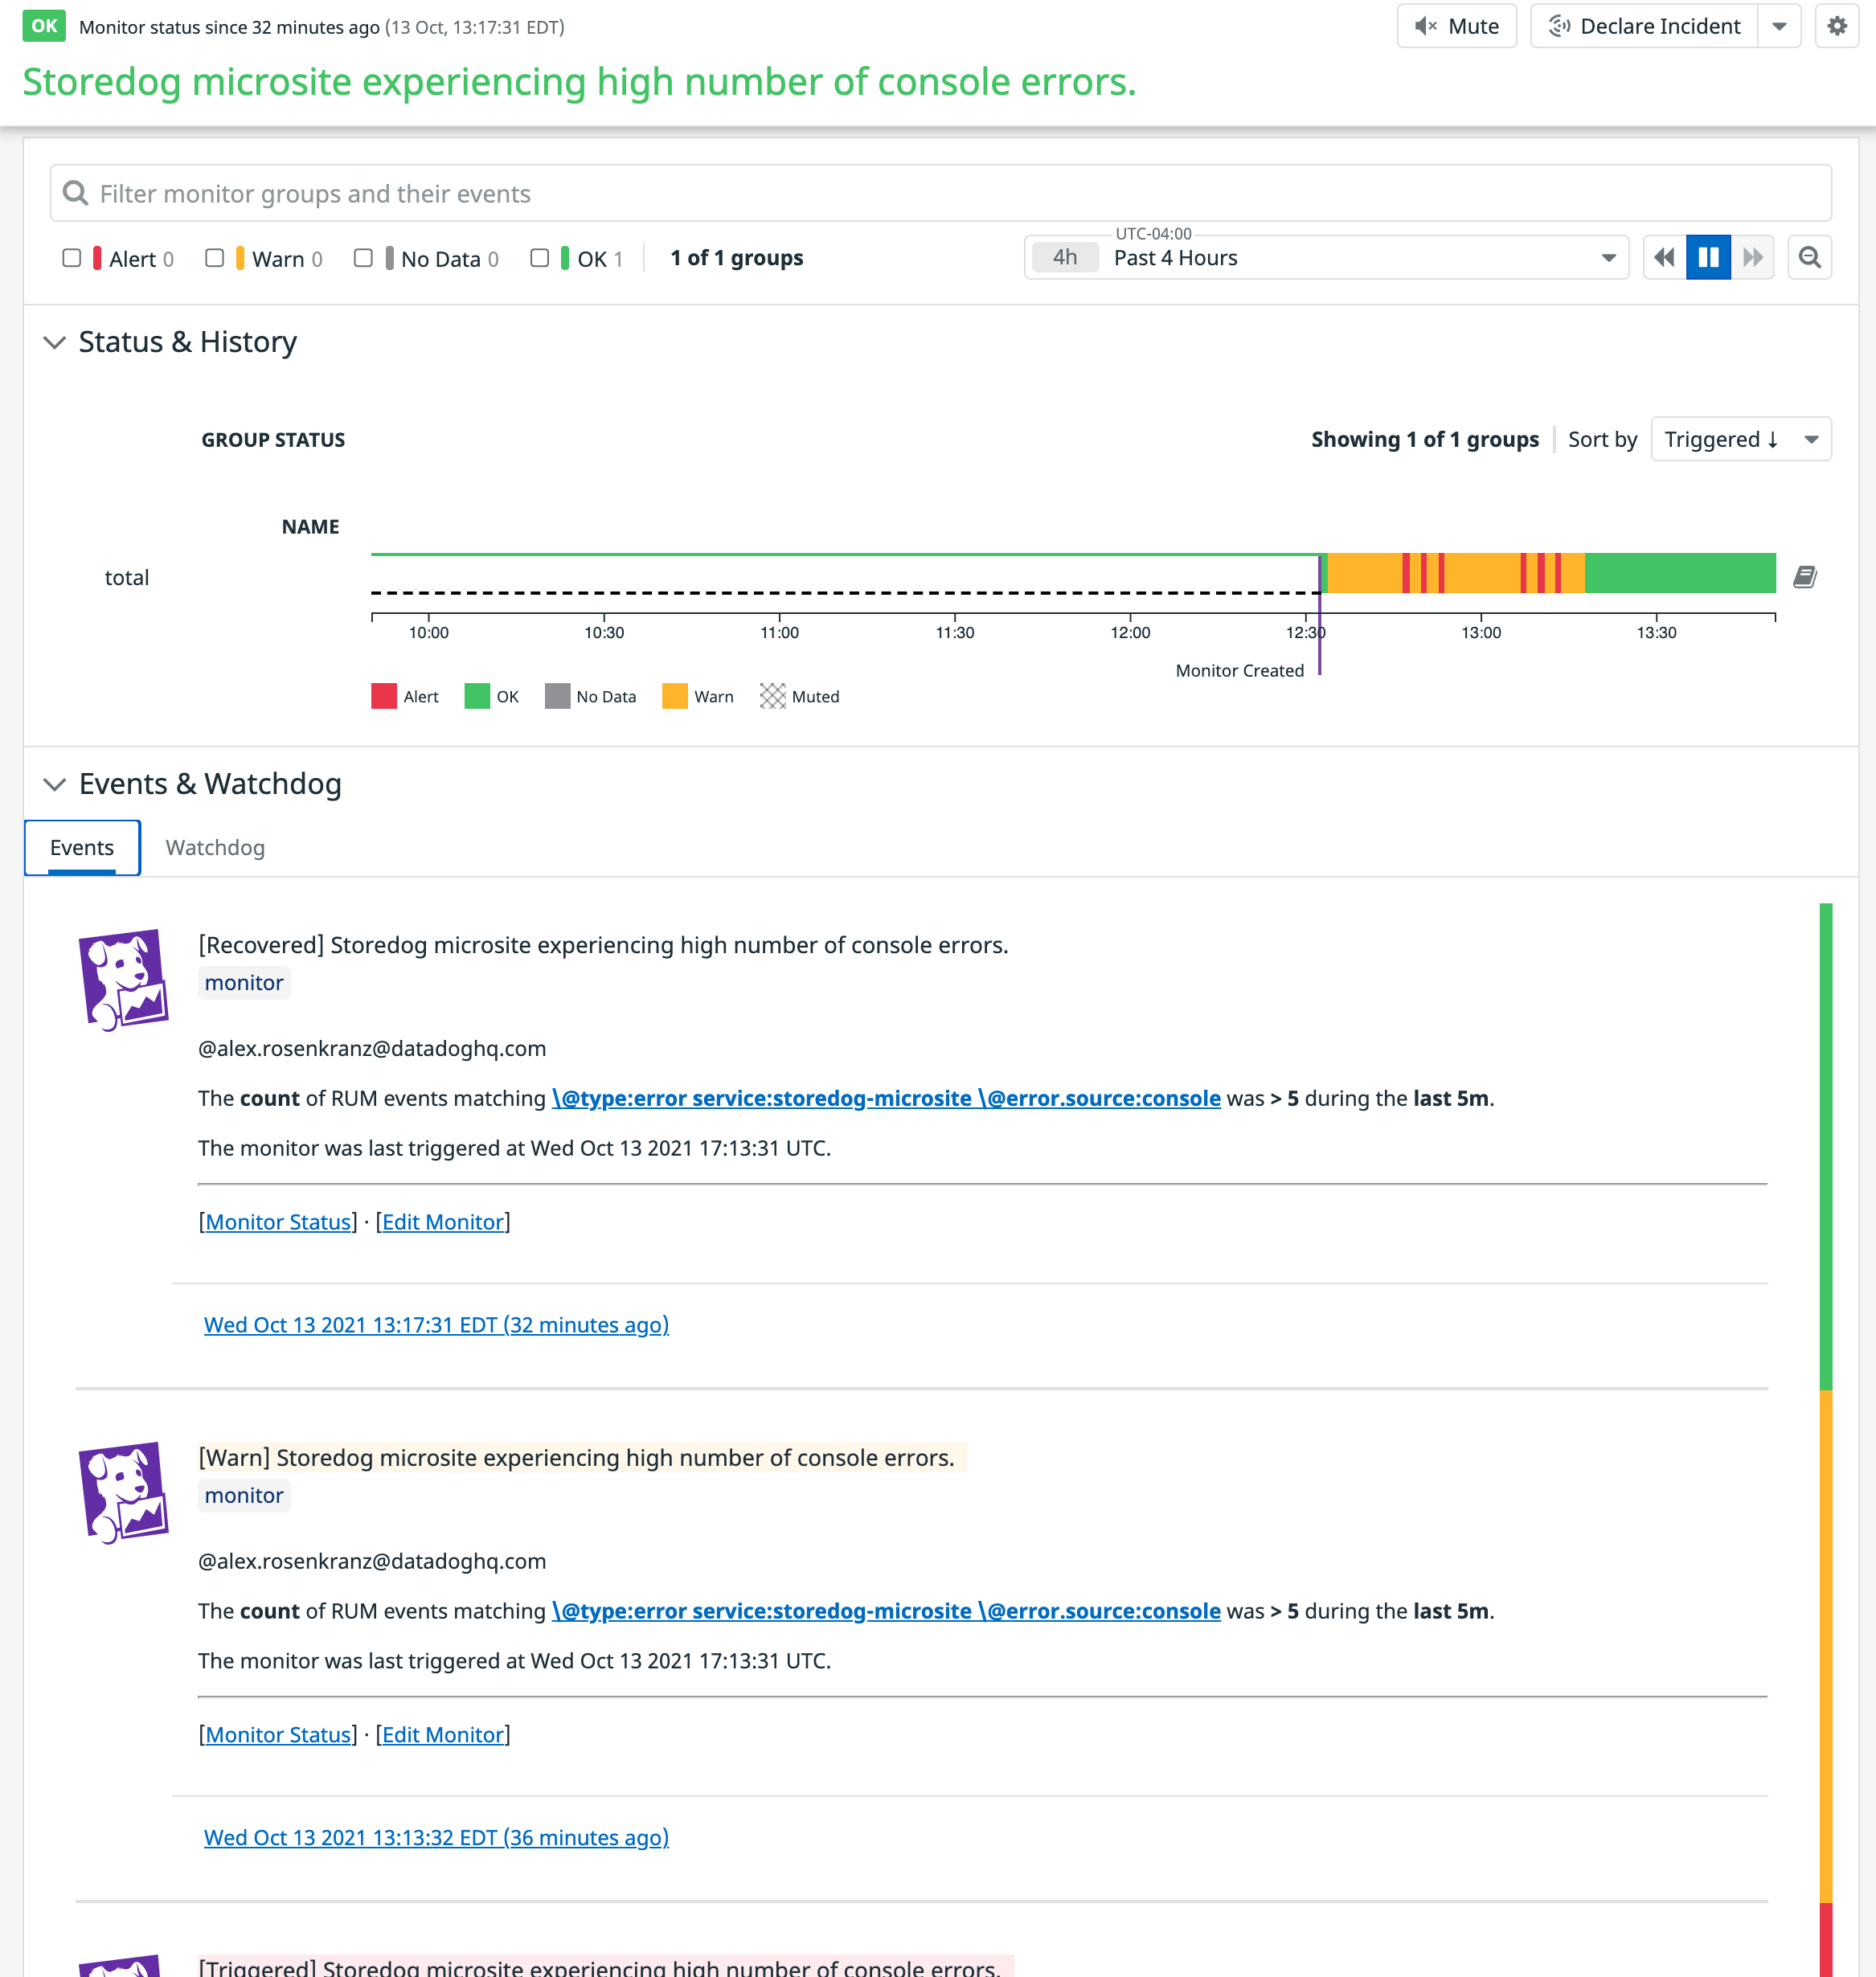 OK Monitor status since 32 minutes ago (13 Oct, 13:17:31 EDT) Mute Declare Incident
Storedog microsite experiencing high number of console errors.
Filter monitor groups and their events
UTC-04:00
Alert 0 Warn 0 No Data 0 OK 1 1 of 1 groups 4h Past 4 Hours
Status & History
GROUP STATUS Showing 1 of 1 groups Sort by Triggered ↓
NAME
total
10:00 10:30 11:00 11:30 12:00 12:30 13:00 13:30
Monitor Created
Alert OK No Data Warn Muted
Events & Watchdog
Events Watchdog
[Recovered] Storedog microsite experiencing high number of console errors.
monitor
@alex.rosenkranz@datadoghq.com
The count of RUM events matching \@type:error service:storedog-microsite \@error.source:console was > 5 during the last 5m.
The monitor was last triggered at Wed Oct 13 2021 17:13:31 UTC.
[Monitor Status] · [Edit Monitor]
Wed Oct 13 2021 13:17:31 EDT (32 minutes ago)
[Warn] Storedog microsite experiencing high number of console errors.
monitor
@alex.rosenkranz@datadoghq.com
The count of RUM events matching \@type:error service:storedog-microsite \@error.source:console was > 5 during the last 5m.
The monitor was last triggered at Wed Oct 13 2021 17:13:31 UTC.
[Monitor Status] · [Edit Monitor]
Wed Oct 13 2021 13:13:32 EDT (36 minutes ago)
[Triggered] Storedog microsite experiencing high number of console errors.